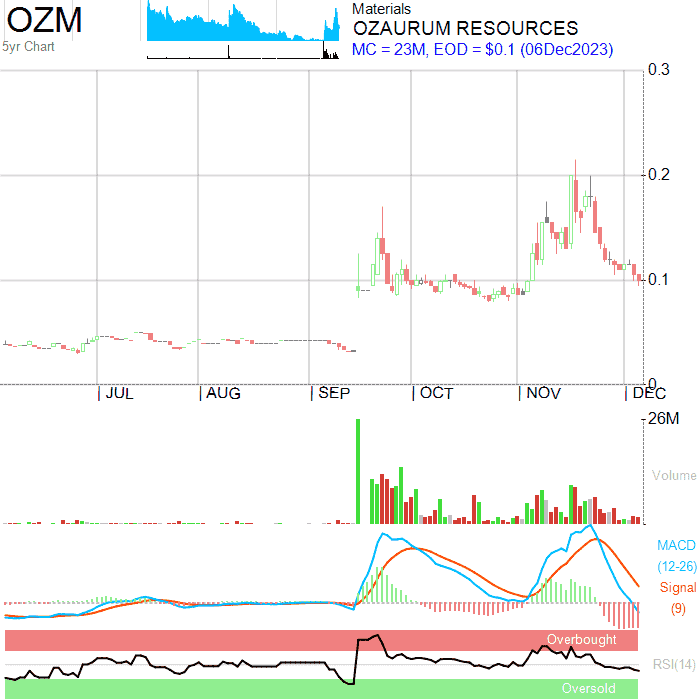 OZM
5yr Chart
Materials
OZAURUM RESOURCES
MC = 23M, EOD = $0.1 (06Dec2023)
0.3
0.2
0.1
0
JUL AUG SEP OCT NOV DEC
26M
Volume
MACD
(12-26)
Signal
(9)
Overbought
RSI(14)
Oversold